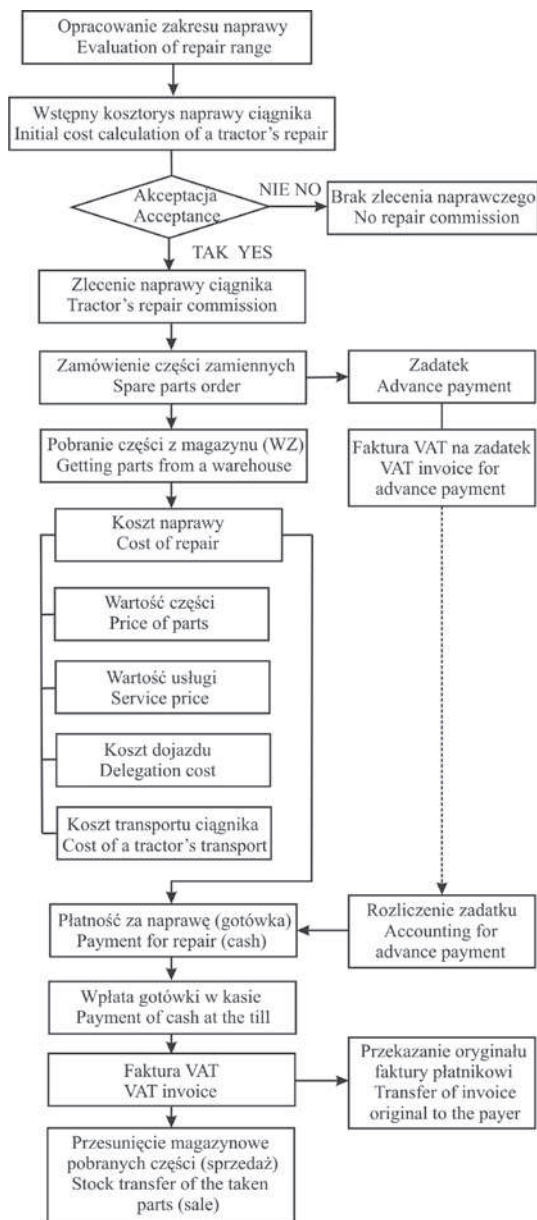 Opracowanie zakresu naprawy
Evaluation of repair range
Wstępny kosztorys naprawy ciągnika
Initial cost calculation of a tractor's repair
Akceptacja
Acceptance
NIE NO
Brak zlecenia naprawczego
No repair commission
TAK YES
Zlecenie naprawy ciągnika
Tractor's repair commission
Zamówienie części zamiennych
Spare parts order
Zadatek
Advance payment
Pobranie części z magazynu (WZ)
Getting parts from a warehouse
Faktura VAT na zadatek
VAT invoice for
advance payment
Koszt naprawy
Cost of repair
Wartość części
Price of parts
Wartość usługi
Service price
Koszt dojazdu
Delegation cost
Koszt transportu ciągnika
Cost of a tractor's transport
Płatność za naprawę (gotówka)
Payment for repair (cash)
Rozliczenie zadatku
Accounting for
advance payment
Wpłata gotówki w kasie
Payment of cash at the till
Faktura VAT
VAT invoice
Przekazanie oryginału
faktury płatnikowi
Transfer of invoice
original to the payer
Przesunięcie magazynowe
pobranych części (sprzedaż)
Stock transfer of the taken
parts (sale)